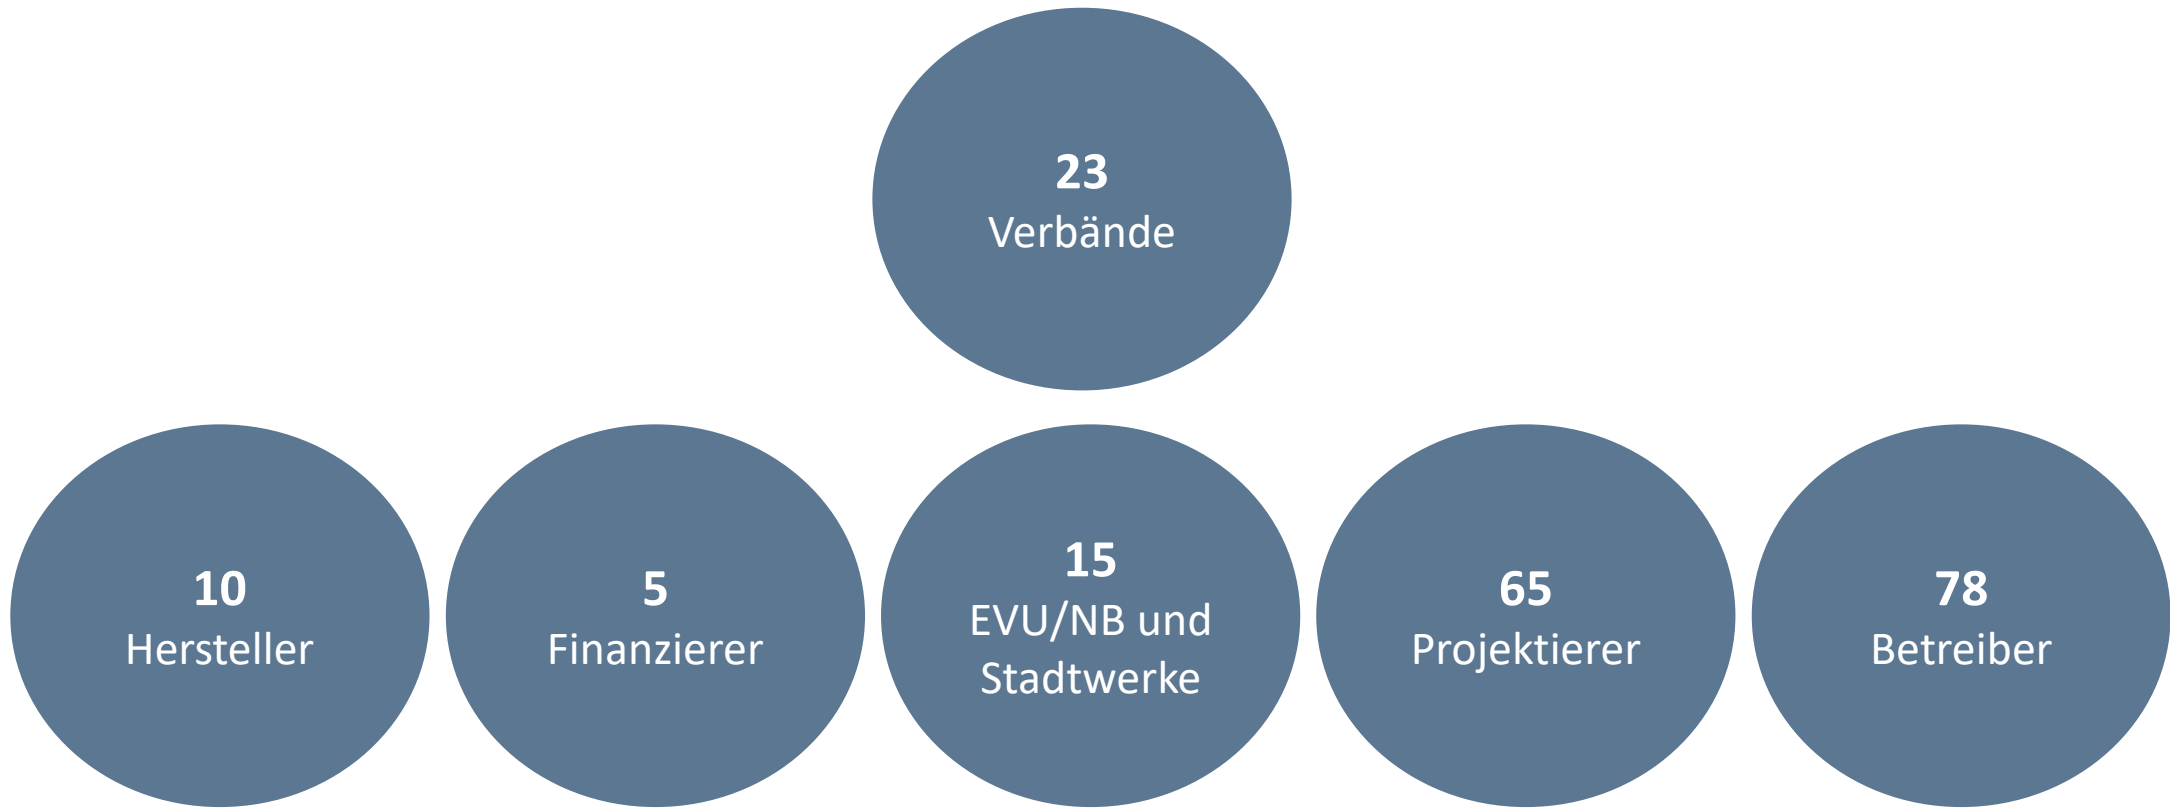 23
Verbände
10
Hersteller
5
Finanzierer
15
EVU/NB und
Stadtwerke
65
Projektierer
78
Betreiber